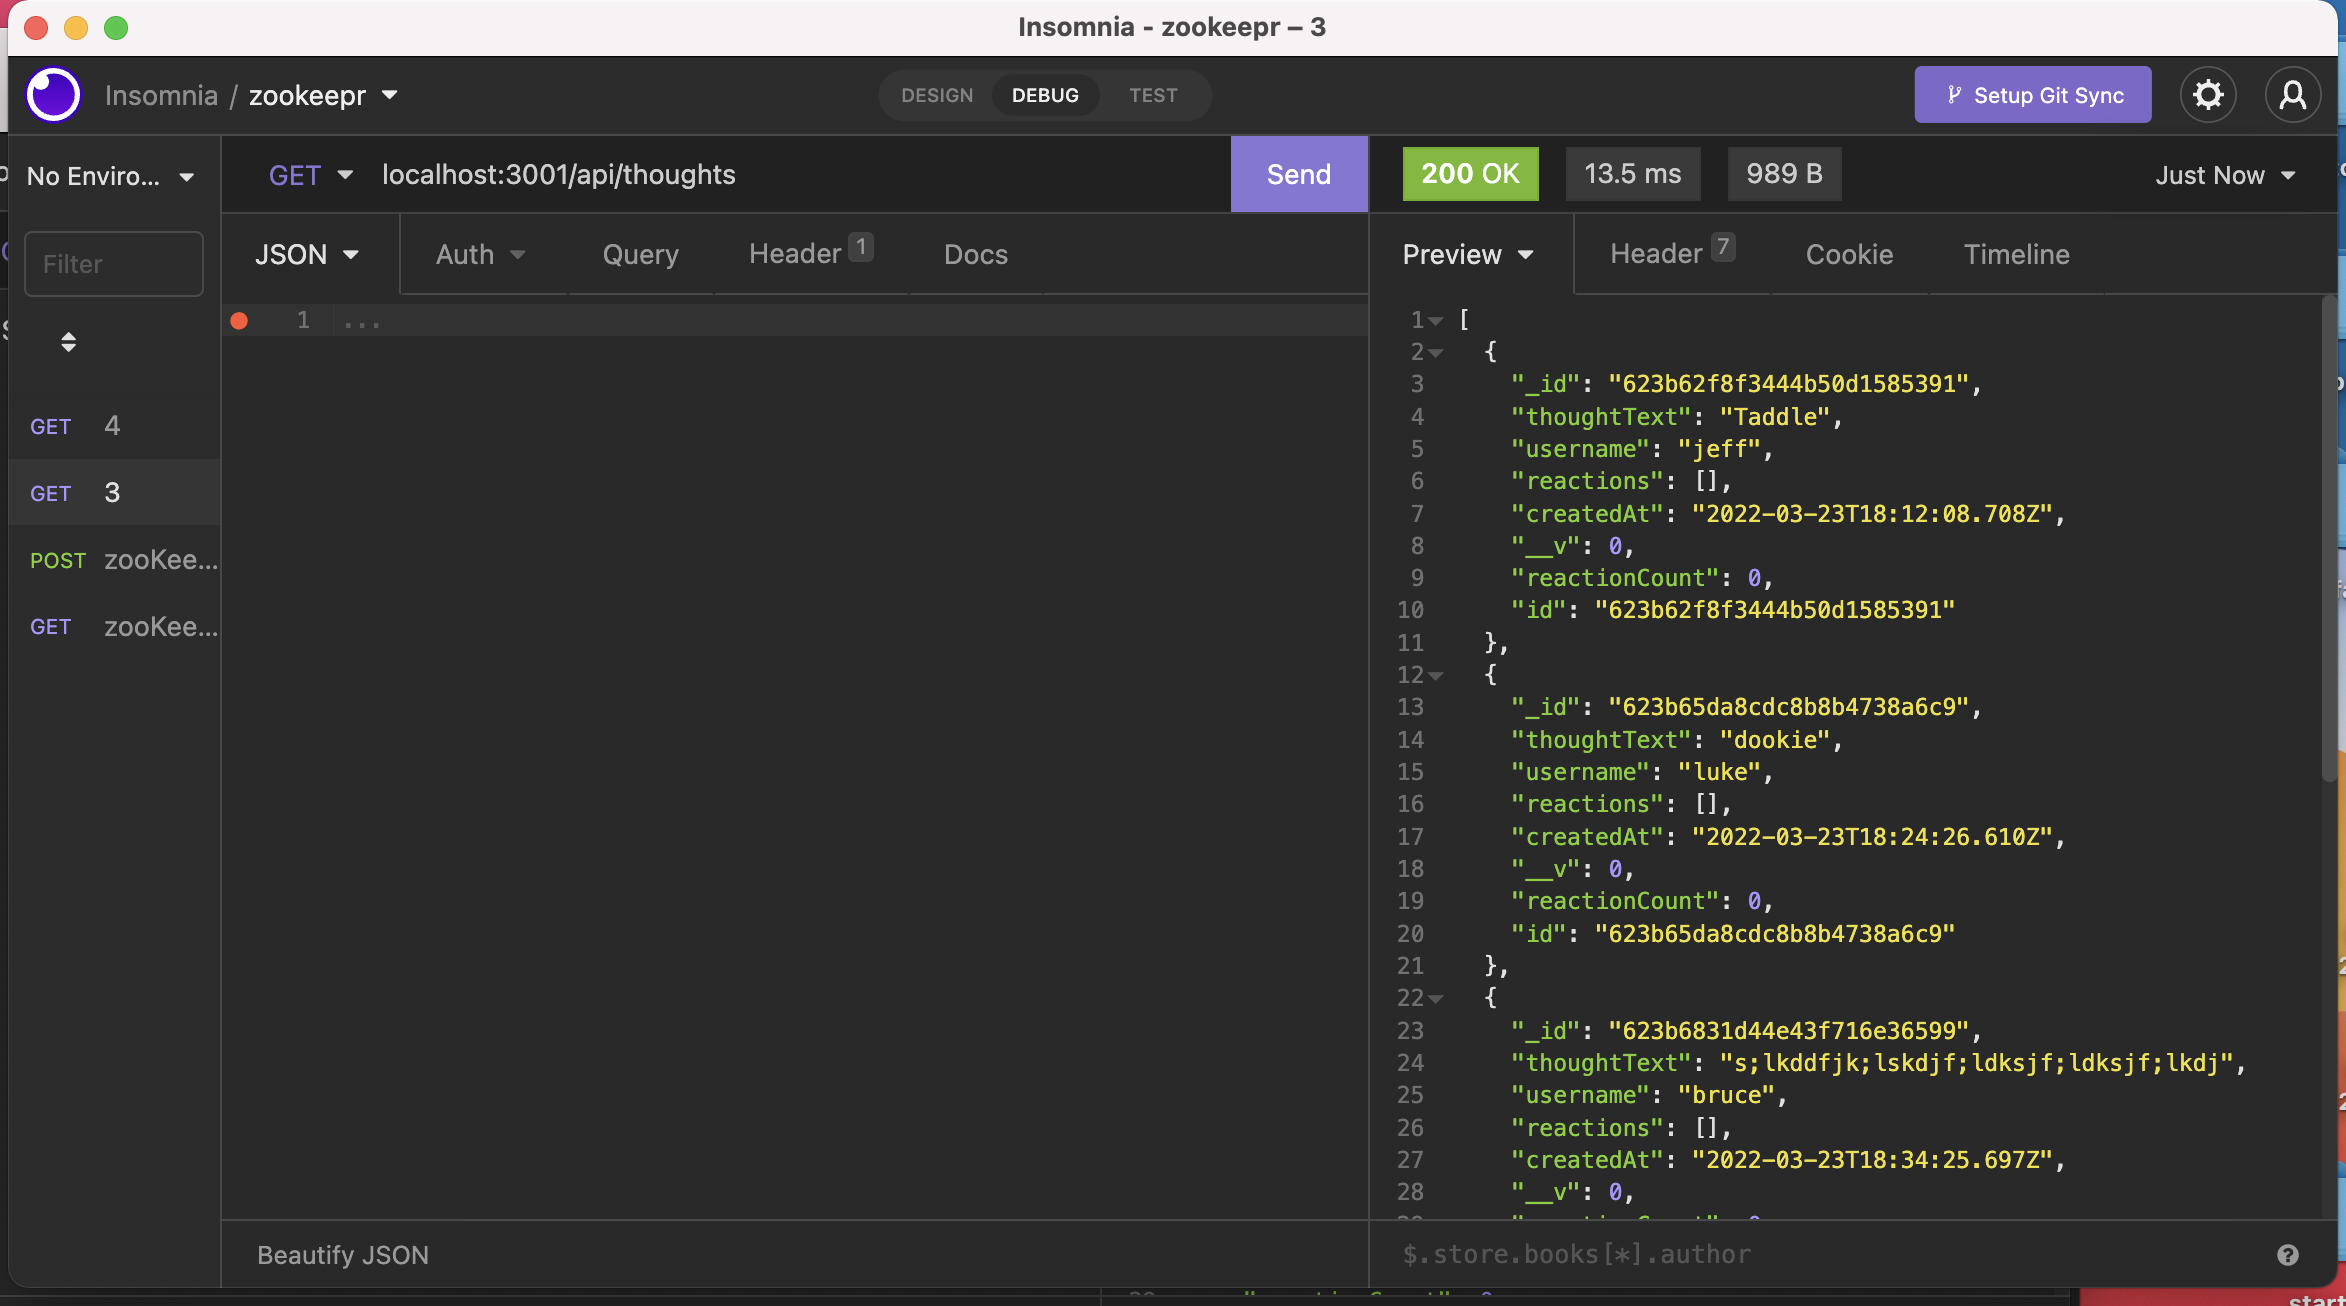 Insomnia - zookeepr – 3
Insomnia / zookeepr
DESIGN DEBUG TEST
Setup Git Sync
No Enviro...
GET localhost:3001/api/thoughts
Send
200 OK 13.5 ms 989 B
Just Now
Filter
JSON Auth Query Header 1 Docs
Preview Header 7 Cookie Timeline
GET 4
GET 3
POST zooKee...
GET zooKee...
1 ...
1 [
2 {
3 "_id": "623b62f8f3444b50d1585391",
4 "thoughtText": "Taddle",
5 "username": "jeff",
6 "reactions": [],
7 "createdAt": "2022-03-23T18:12:08.708Z",
8 "__v": 0,
9 "reactionCount": 0,
10 "id": "623b62f8f3444b50d1585391"
11 },
12 {
13 "_id": "623b65da8cdc8b8b4738a6c9",
14 "thoughtText": "dookie",
15 "username": "luke",
16 "reactions": [],
17 "createdAt": "2022-03-23T18:24:26.610Z",
18 "__v": 0,
19 "reactionCount": 0,
20 "id": "623b65da8cdc8b8b4738a6c9"
21 },
22 {
23 "_id": "623b6831d44e43f716e36599",
24 "thoughtText": "s;lkddfjk;lskdjf;ldksjf;ldksjf;lkdj",
25 "username": "bruce",
26 "reactions": [],
27 "createdAt": "2022-03-23T18:34:25.697Z",
28 "__v": 0,
Beautify JSON
$.store.books[*].author